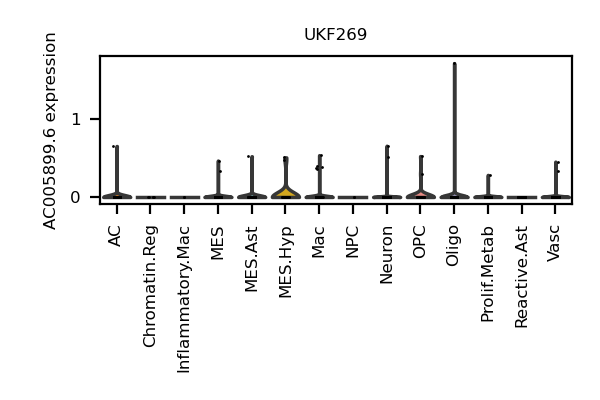 UKF269
AC005899.6 expression
1
0
AC
Chromatin.Reg
Inflammatory.Mac
MES
MES.Ast
MES.Hyp
Mac
NPC
Neuron
OPC
Oligo
Prolif.Metab
Reactive.Ast
Vasc